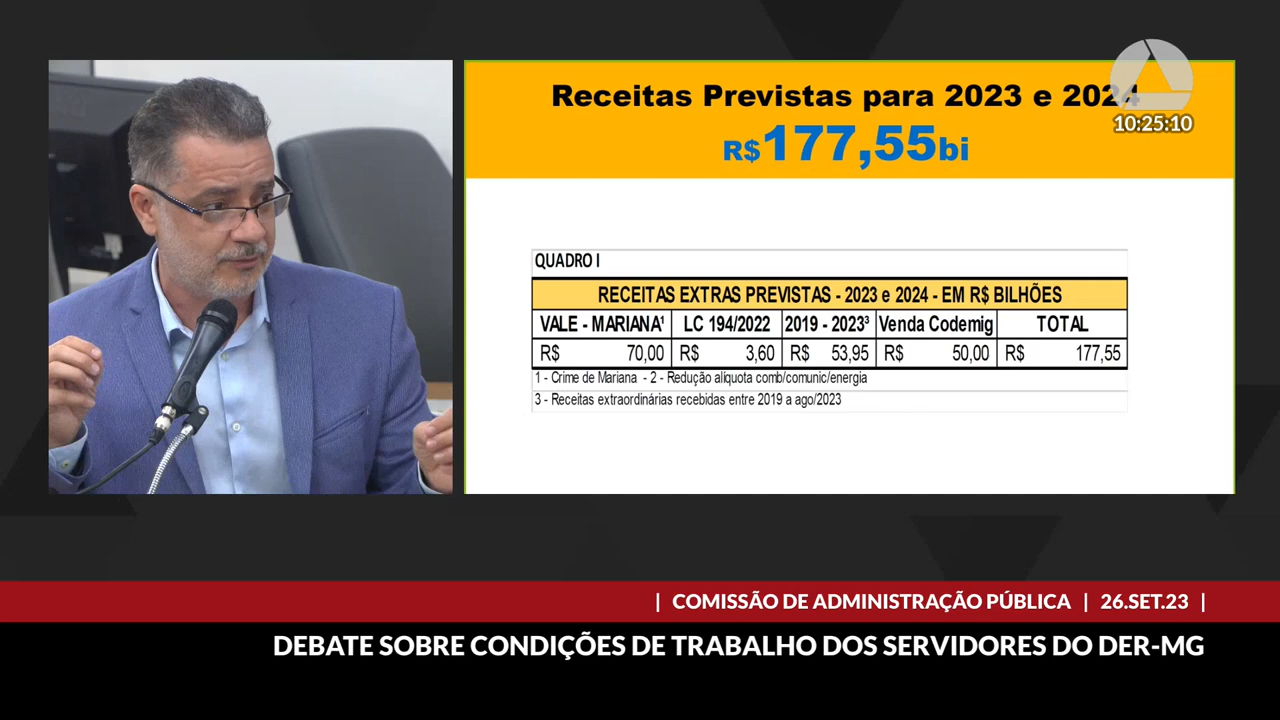 Receitas Previstas para 2023 e 2024
R$177,55bi
10:25:10
QUADRO I
RECEITAS EXTRAS PREVISTAS - 2023 e 2024 - EM R$ BILHÕES
VALE - MARIANA¹ LC 194/2022 2019 - 2023³ Venda Codemig TOTAL
R$ 70,00 R$ 3,60 R$ 53,95 R$ 50,00 R$ 177,55
1 - Crime de Mariana - 2 - Redução alíquota comb/comunic/energia
3 - Receitas extraordinárias recebidas entre 2019 a ago/2023
| COMISSÃO DE ADMINISTRAÇÃO PÚBLICA | 26.SET.23 |
DEBATE SOBRE CONDIÇÕES DE TRABALHO DOS SERVIDORES DO DER-MG